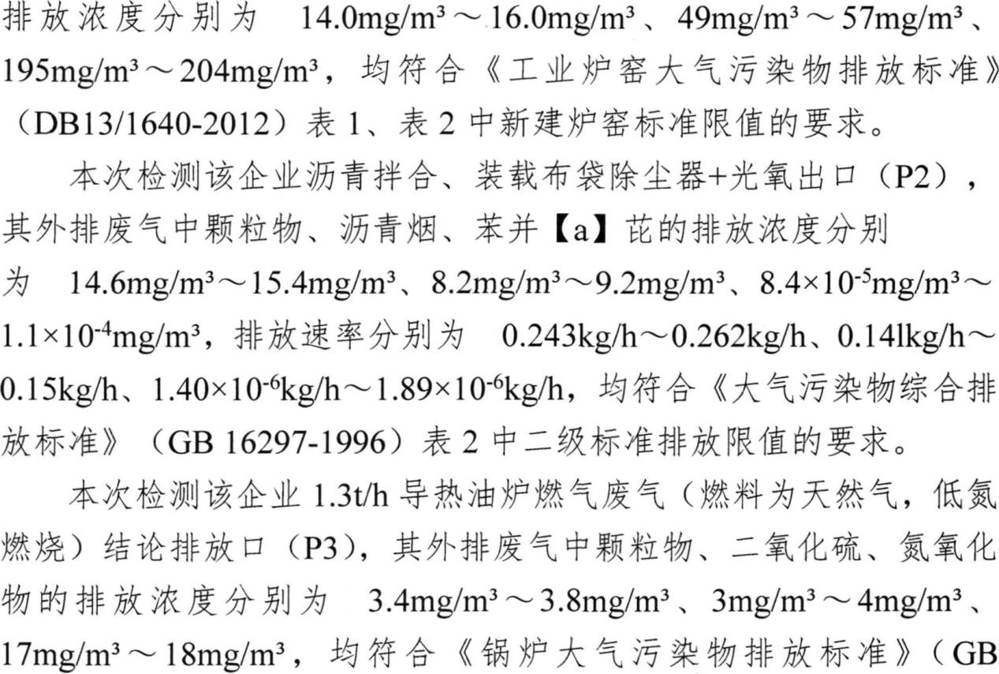 排放浓度分别为 14.0mg/m³～16.0mg/m³、49mg/m³～57mg/m³、
195mg/m³～204mg/m³，均符合《工业炉窑大气污染物排放标准》
（DB13/1640-2012）表 1、表 2 中新建炉窑标准限值的要求。
本次检测该企业沥青拌合、装载布袋除尘器+光氧出口（P2），
其外排废气中颗粒物、沥青烟、苯并【a】芘的排放浓度分别
为 14.6mg/m³～15.4mg/m³、8.2mg/m³～9.2mg/m³、8.4×10⁻⁵mg/m³～
1.1×10⁻⁴mg/m³，排放速率分别为 0.243kg/h～0.262kg/h、0.14lkg/h～
0.15kg/h、1.40×10⁻⁶kg/h～1.89×10⁻⁶kg/h，均符合《大气污染物综合排
放标准》（GB 16297-1996）表 2 中二级标准排放限值的要求。
本次检测该企业 1.3t/h 导热油炉燃气废气（燃料为天然气，低氮
燃烧）结论排放口（P3），其外排废气中颗粒物、二氧化硫、氮氧化
物的排放浓度分别为 3.4mg/m³～3.8mg/m³、3mg/m³～4mg/m³、
17mg/m³～18mg/m³，均符合《锅炉大气污染物排放标准》（GB